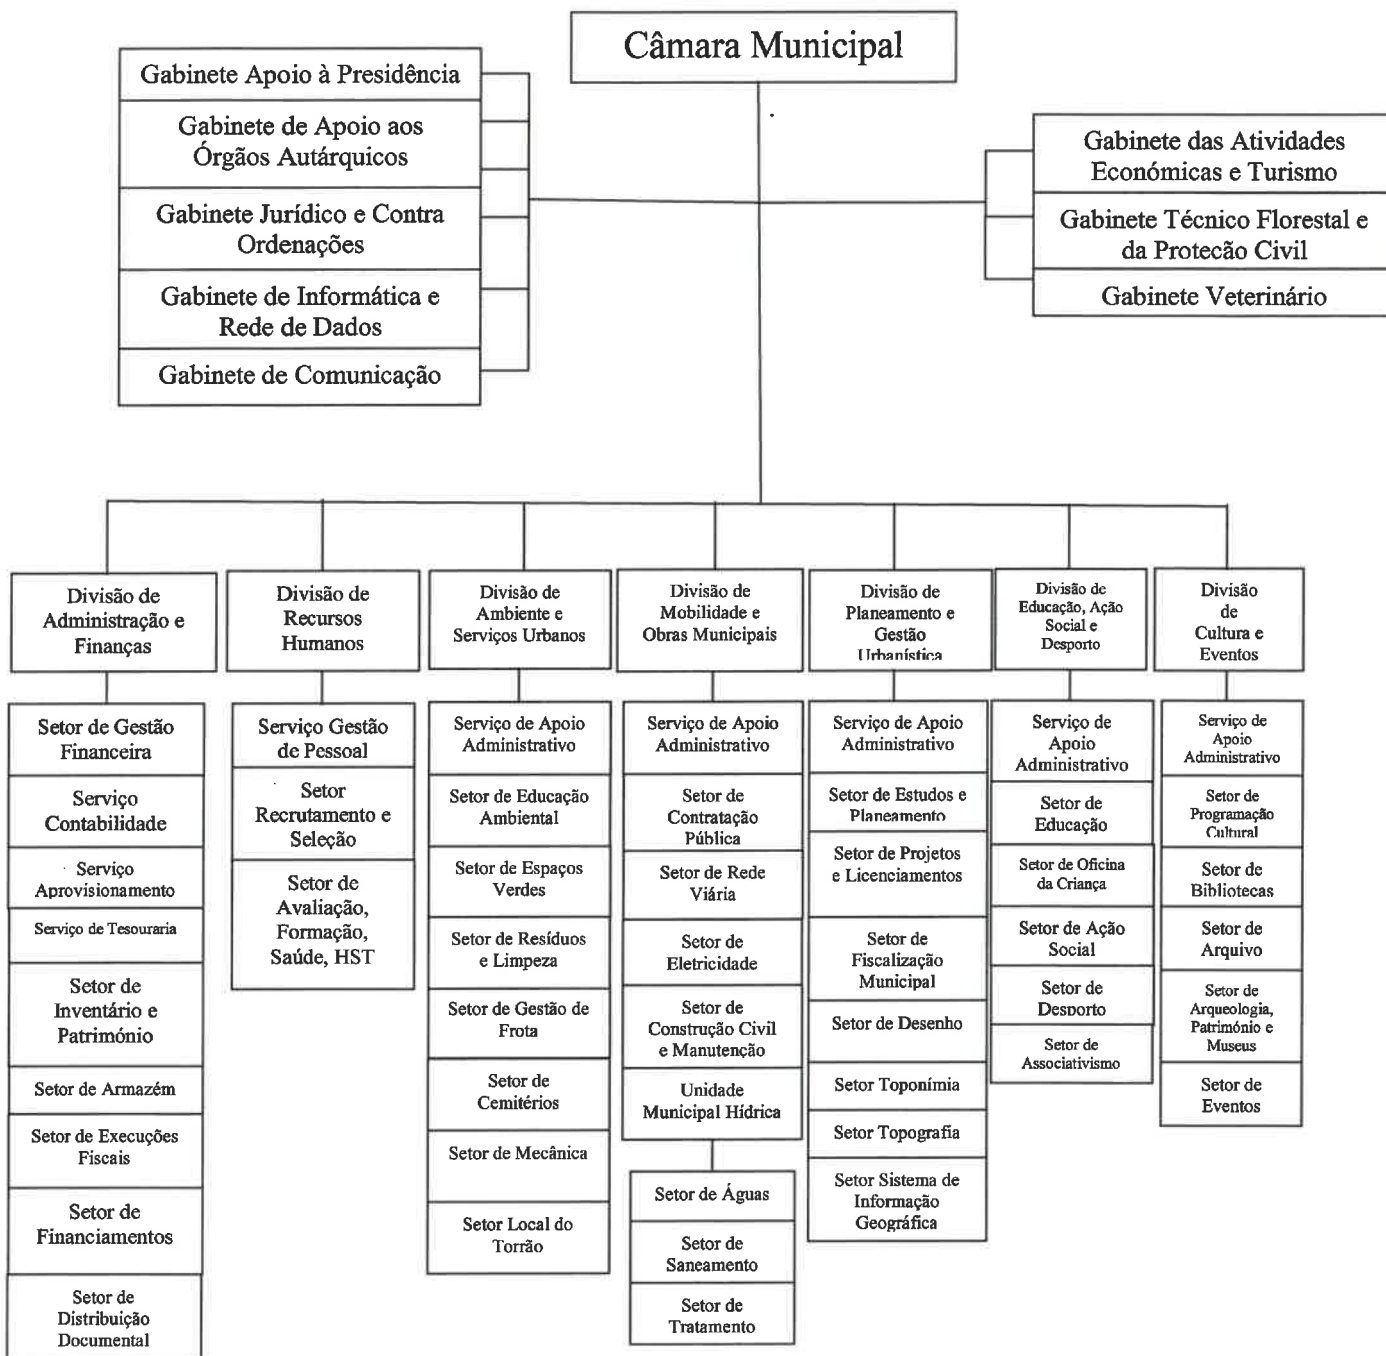 Câmara Municipal
Gabinete Apoio à Presidência
Gabinete de Apoio aos
Órgãos Autárquicos
Gabinete Jurídico e Contra
Ordenações
Gabinete de Informática e
Rede de Dados
Gabinete de Comunicação
Gabinete das Atividades
Económicas e Turismo
Gabinete Técnico Florestal e
da Protecão Civil
Gabinete Veterinário
Divisão de
Administração e
Finanças
Divisão de
Recursos
Humanos
Divisão de
Ambiente e
Serviços Urbanos
Divisão de
Mobilidade e
Obras Municipais
Divisão de
Planeamento e
Gestão
Urbanística
Divisão de
Educação, Ação
Social e
Desporto
Divisão
de
Cultura e
Eventos
Setor de Gestão
Financeira
Serviço
Contabilidade
Serviço
Aprovisionamento
Serviço de Tesouraria
Setor de
Inventário e
Património
Setor de Armazém
Setor de Execuções
Fiscais
Setor de
Financiamentos
Setor de
Distribuição
Documental
Serviço Gestão
de Pessoal
Setor
Recrutamento e
Seleção
Setor de
Avaliação,
Formação,
Saúde, HST
Serviço de Apoio
Administrativo
Setor de Educação
Ambiental
Setor de Espaços
Verdes
Setor de Resíduos
e Limpeza
Setor de Gestão de
Frota
Setor de
Cemitérios
Setor de Mecânica
Setor Local do
Torrão
Serviço de Apoio
Administrativo
Setor de
Contratação
Pública
Setor de Rede
Viária
Setor de
Eletricidade
Setor de
Construção Civil
e Manutenção
Unidade
Municipal Hídrica
Setor de Águas
Setor de
Saneamento
Setor de
Tratamento
Serviço de Apoio
Administrativo
Setor de Estudos e
Planeamento
Setor de Projetos
e Licenciamentos
Setor de
Fiscalização
Municipal
Setor de Desenho
Setor Toponímia
Setor Topografia
Setor Sistema de
Informação
Geográfica
Serviço de
Apoio
Administrativo
Setor de
Educação
Setor de Oficina
da Criança
Setor de Ação
Social
Setor de
Desporto
Setor de
Associativismo
Serviço de
Apoio
Administrativo
Setor de
Programação
Cultural
Setor de
Bibliotecas
Setor de
Arquivo
Setor de
Arqueologia,
Património e
Museus
Setor de
Eventos